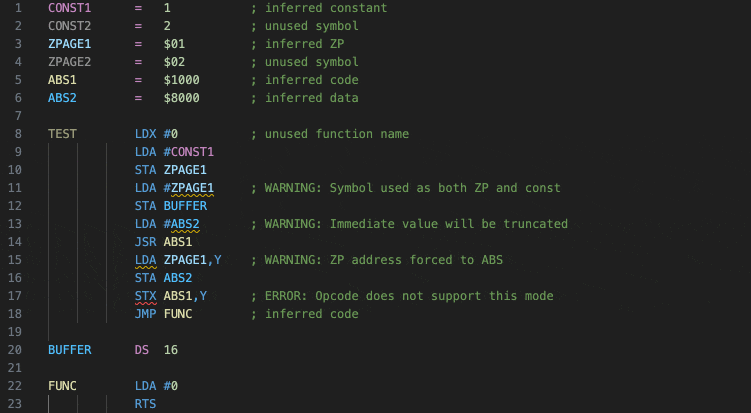 1 CONST1 = 1 ; inferred constant
2 CONST2 = 2 ; unused symbol
3 ZPAGE1 = $01 ; inferred ZP
4 ZPAGE2 = $02 ; unused symbol
5 ABS1 = $1000 ; inferred code
6 ABS2 = $8000 ; inferred data
7
8 TEST LDX #0 ; unused function name
9 LDA #CONST1
10 STA ZPAGE1
11 LDA #ZPAGE1 ; WARNING: Symbol used as both ZP and const
12 STA BUFFER
13 LDA #ABS2 ; WARNING: Immediate value will be truncated
14 JSR ABS1
15 LDA ZPAGE1,Y ; WARNING: ZP address forced to ABS
16 STA ABS2
17 STX ABS1,Y ; ERROR: Opcode does not support this mode
18 JMP FUNC ; inferred code
19
20 BUFFER DS 16
21
22 FUNC LDA #0
23 RTS